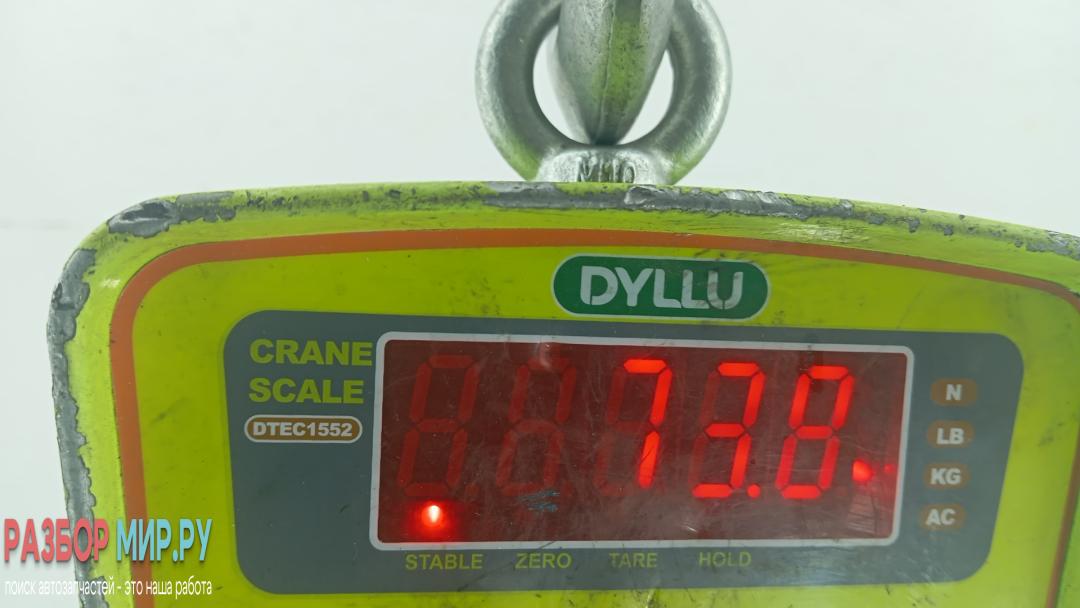 M10
DYLLU
CRANE
SCALE
DTEC1552
73.8
N
LB
KG
AC
STABLE ZERO TARE HOLD
РАЗБОР МИР.РУ
поиск автозапчастей - это наша работа